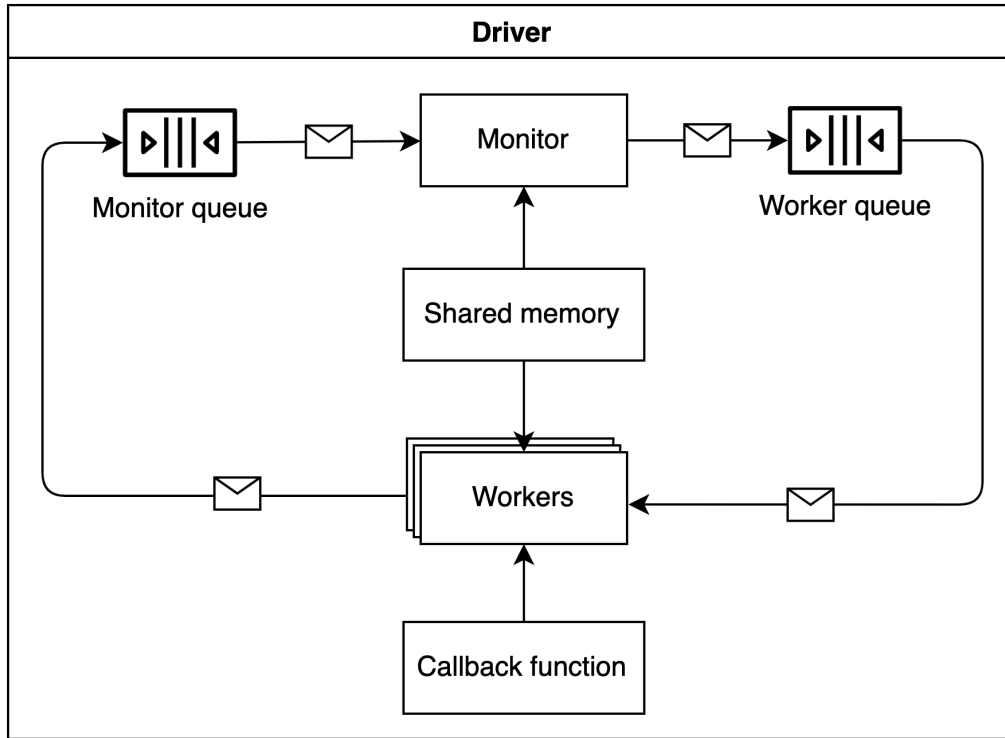 Driver
Monitor
Monitor queue
Worker queue
Shared memory
Workers
Callback function